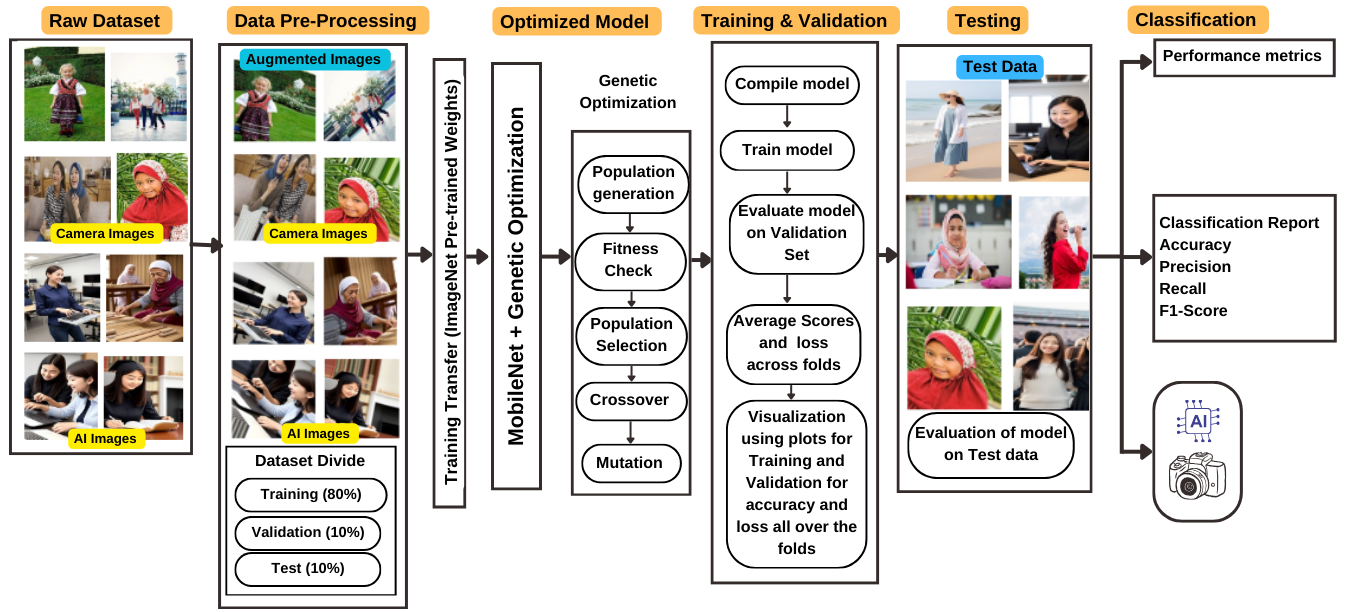 Raw Dataset
Data Pre-Processing
Optimized Model
Training & Validation
Testing
Classification
Camera Images
AI Images
Augmented Images
Camera Images
AI Images
Dataset Divide
Training (80%)
Validation (10%)
Test (10%)
Training Transfer (ImageNet Pre-trained Weights)
MobileNet + Genetic Optimization
Genetic
Optimization
Population
generation
Fitness
Check
Population
Selection
Crossover
Mutation
Compile model
Train model
Evaluate model
on Validation
Set
Average Scores
and loss
across folds
Visualization
using plots for
Training and
Validation for
accuracy and
loss all over the
folds
Test Data
Evaluation of model
on Test data
Performance metrics
Classification Report
Accuracy
Precision
Recall
F1-Score
AI